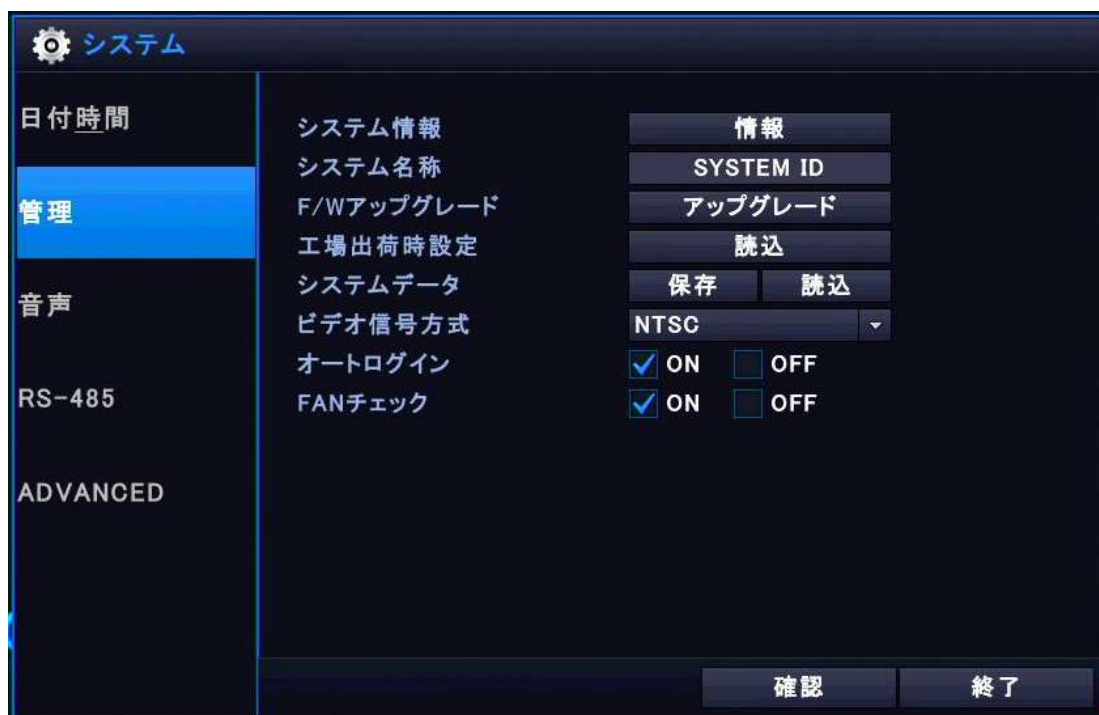 システム
日付時間
管理
音声
RS-485
ADVANCED
システム情報 情報
システム名称 SYSTEM ID
F/Wアップグレード アップグレード
工場出荷時設定 読込
システムデータ 保存 読込
ビデオ信号方式 NTSC
オートログイン ON OFF
FANチェック ON OFF
確認 終了